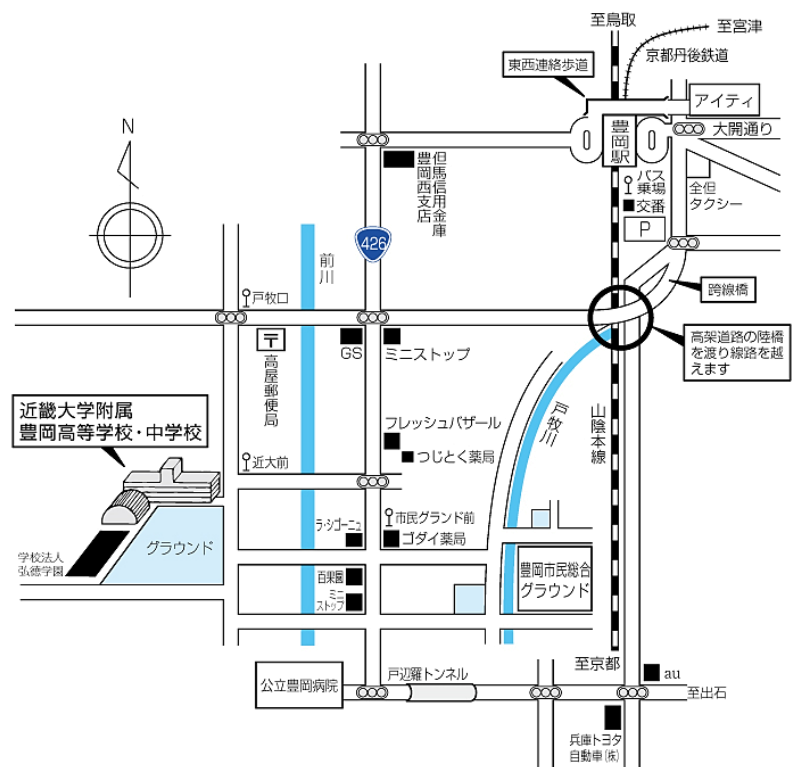 至鳥取
至宮津
京都丹後鉄道
東西連絡歩道
アイティ
N
豊岡駅
大開通り
但馬信用金庫
豊岡西支店
バス
乗場
交番
全但
タクシー
P
426
前川
跨線橋
戸牧口
高架道路の陸橋
を渡り線路を越
えます
〒
高屋郵便局
GS
ミニストップ
近畿大学附属
豊岡高等学校・中学校
フレッシュバザール
つじとく薬局
戸牧川
山陰本線
近大前
市民グランド前
ラ・シゴーニュ
ゴダイ薬局
グラウンド
学校法人
弘徳学園
百果園
ミニ
ストップ
豊岡市民総合
グラウンド
至京都
戸辺羅トンネル
公立豊岡病院
au
至出石
兵庫トヨタ
自動車㈱